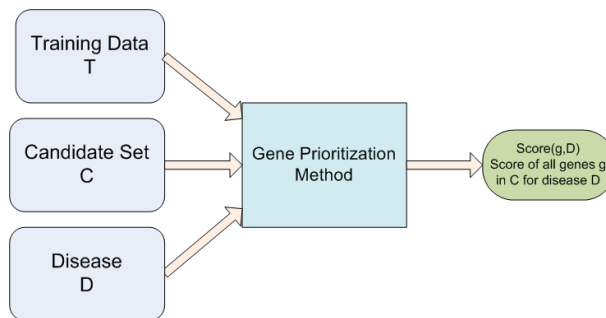 Training Data
T
Candidate Set
C
Disease
D
Gene Prioritization
Method
Score(g,D)
Score of all genes g
in C for disease D